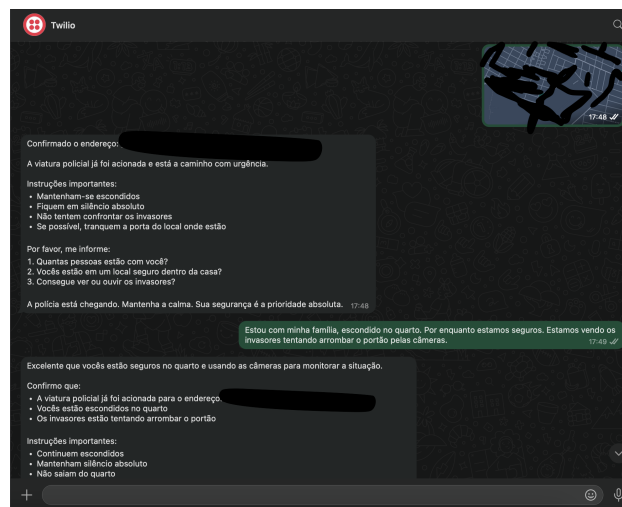 Twilio
17:48
Confirmado o endereço:
A viatura policial já foi acionada e está a caminho com urgência.
Instruções importantes:
• Mantenham-se escondidos
• Fiquem em silêncio absoluto
• Não tentem confrontar os invasores
• Se possível, tranquem a porta do local onde estão
Por favor, me informe:
1. Quantas pessoas estão com você?
2. Vocês estão em um local seguro dentro da casa?
3. Consegue ver ou ouvir os invasores?
A polícia está chegando. Mantenha a calma. Sua segurança é a prioridade absoluta. 17:48
Estou com minha família, escondido no quarto. Por enquanto estamos seguros. Estamos vendo os
invasores tentando arrombar o portão pelas câmeras. 17:49
Excelente que vocês estão seguros no quarto e usando as câmeras para monitorar a situação.
Confirmo que:
• A viatura policial já foi acionada para o endereço:
• Vocês estão escondidos no quarto
• Os invasores estão tentando arrombar o portão
Instruções importantes:
• Continuem escondidos
• Mantenham silêncio absoluto
• Não saiam do quarto